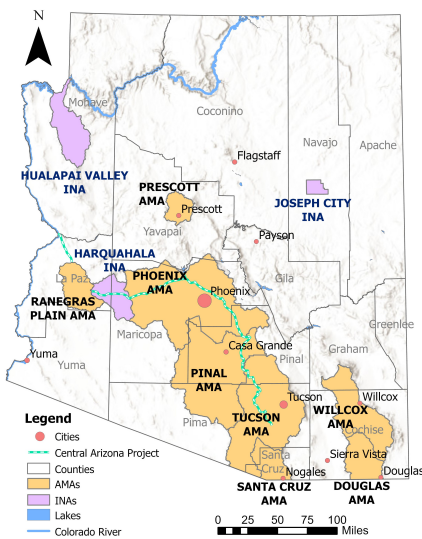 N
Mohave
Coconino
Navajo
Apache
HUALAPAI VALLEY
INA
Flagstaff
PRESCOTT
AMA
Prescott
Yavapai
JOSEPH CITY
INA
Payson
HARQUAHALA
INA
La Paz
PHOENIX
AMA
Phoenix
Gila
RANEGRAS
PLAIN AMA
Maricopa
Greenlee
Yuma
Yuma
Casa Grande
Pinal
Graham
PINAL
AMA
Tucson
TUCSON
AMA
Pima
Willcox
WILLCOX
AMA
Cochise
Sierra Vista
Santa
Cruz
Nogales
Douglas
SANTA CRUZ
AMA
DOUGLAS
AMA
Legend
Cities
Central Arizona Project
Counties
AMAs
INAs
Lakes
Colorado River
0 25 50 75 100
Miles